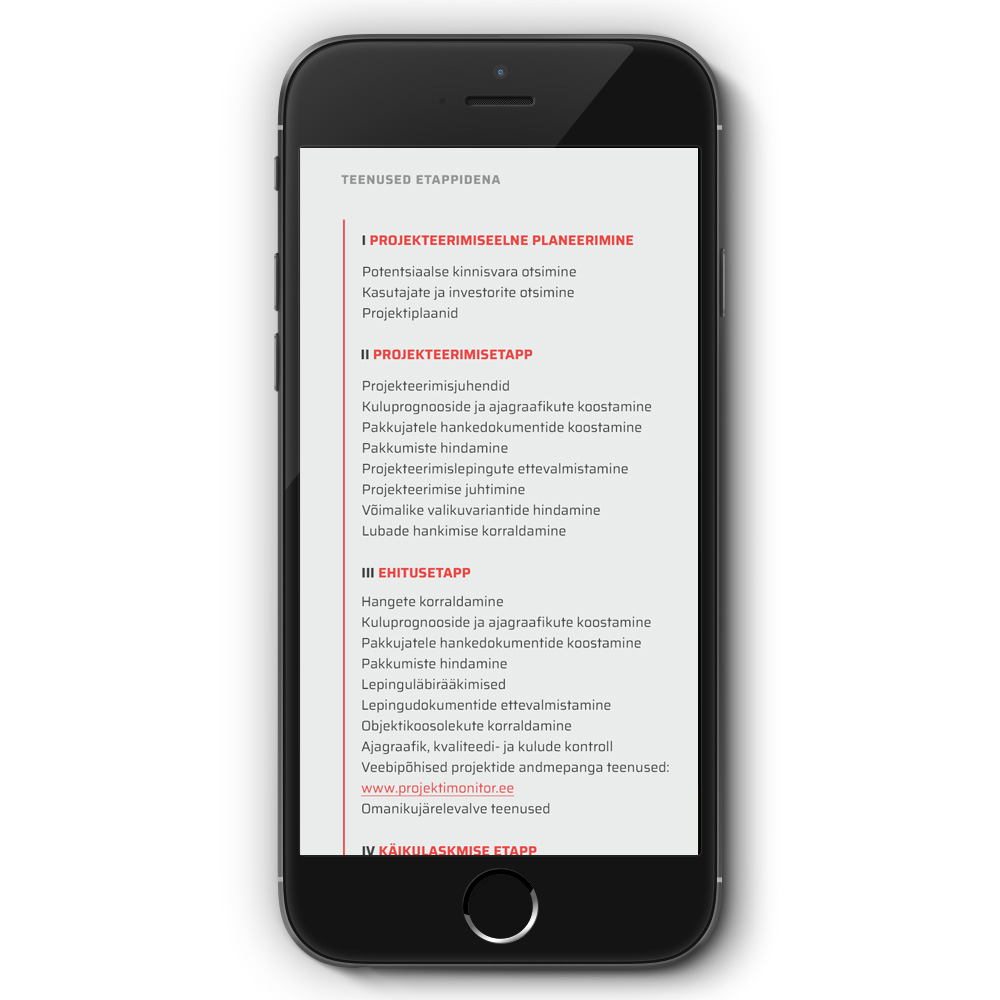 TEENUSED ETAPPIDENA
I PROJEKTEERIMISEELNE PLANEERIMINE
Potentsiaalse kinnisvara otsimine
Kasutajate ja investorite otsimine
Projektiplaanid
II PROJEKTEERIMISETAPP
Projekteerimisjuhendid
Kuluprognooside ja ajagraafikute koostamine
Pakkujatele hankedokumentide koostamine
Pakkumiste hindamine
Projekteerimislepingute ettevalmistamine
Projekteerimise juhtimine
Võimalike valikuvariantide hindamine
Lubade hankimise korraldamine
III EHITUSETAPP
Hangete korraldamine
Kuluprognooside ja ajagraafikute koostamine
Pakkujatele hankedokumentide koostamine
Pakkumiste hindamine
Lepinguläbirääkimised
Lepingudokumentide ettevalmistamine
Objektikoosolekute korraldamine
Ajagraafik, kvaliteedi- ja kulude kontroll
Veebipõhised projektide andmepanga teenused:
www.projektimonitor.ee
Omanikujärelevalve teenused
IV KÄIKULASKMISE ETAPP